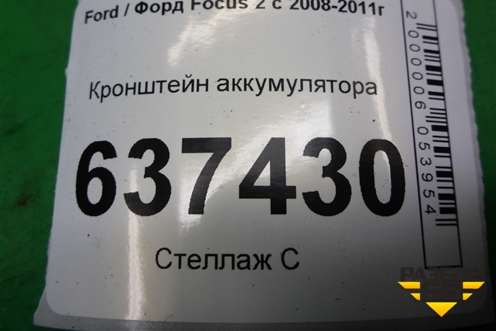 Ford / Форд Focus 2 с 2008-2011г
Кронштейн аккумулятора
637430
Стеллаж С
2000006053954